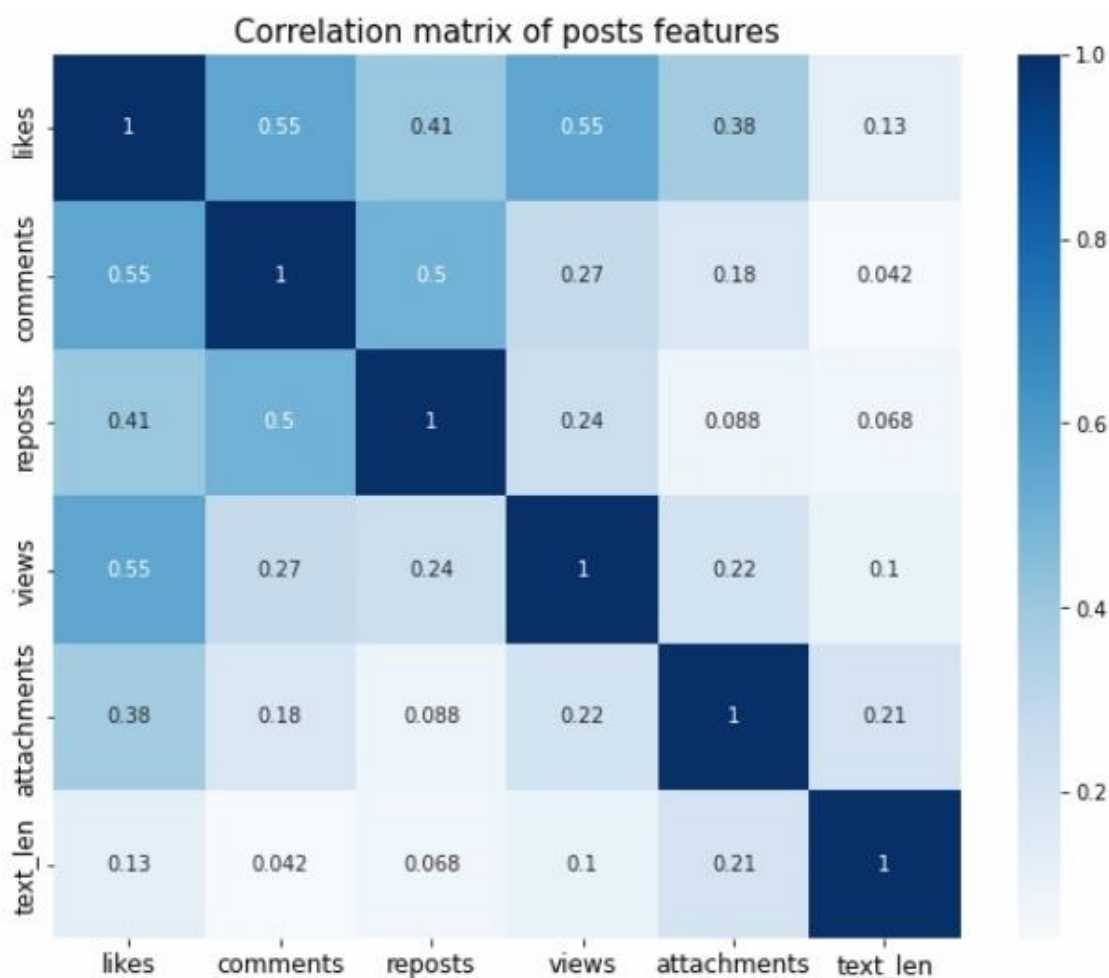 Correlation matrix of posts features
likes 1 0.55 0.41 0.55 0.38 0.13
comments 0.55 1 0.5 0.27 0.18 0.042
reposts 0.41 0.5 1 0.24 0.088 0.068
views 0.55 0.27 0.24 1 0.22 0.1
attachments 0.38 0.18 0.088 0.22 1 0.21
text_len 0.13 0.042 0.068 0.1 0.21 1
likes comments reposts views attachments text_len
1.0
0.8
0.6
0.4
0.2